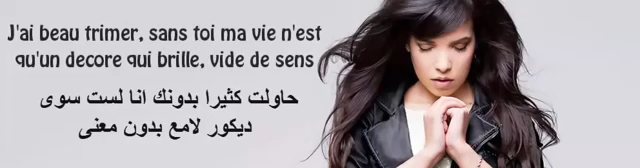 J'ai beau trimer, sans toi ma vie n'est
qu'un decore qui brille, vide de sens
حاولت كثيرا بدونك انا لست سوى
ديكور لامع بدون معنى